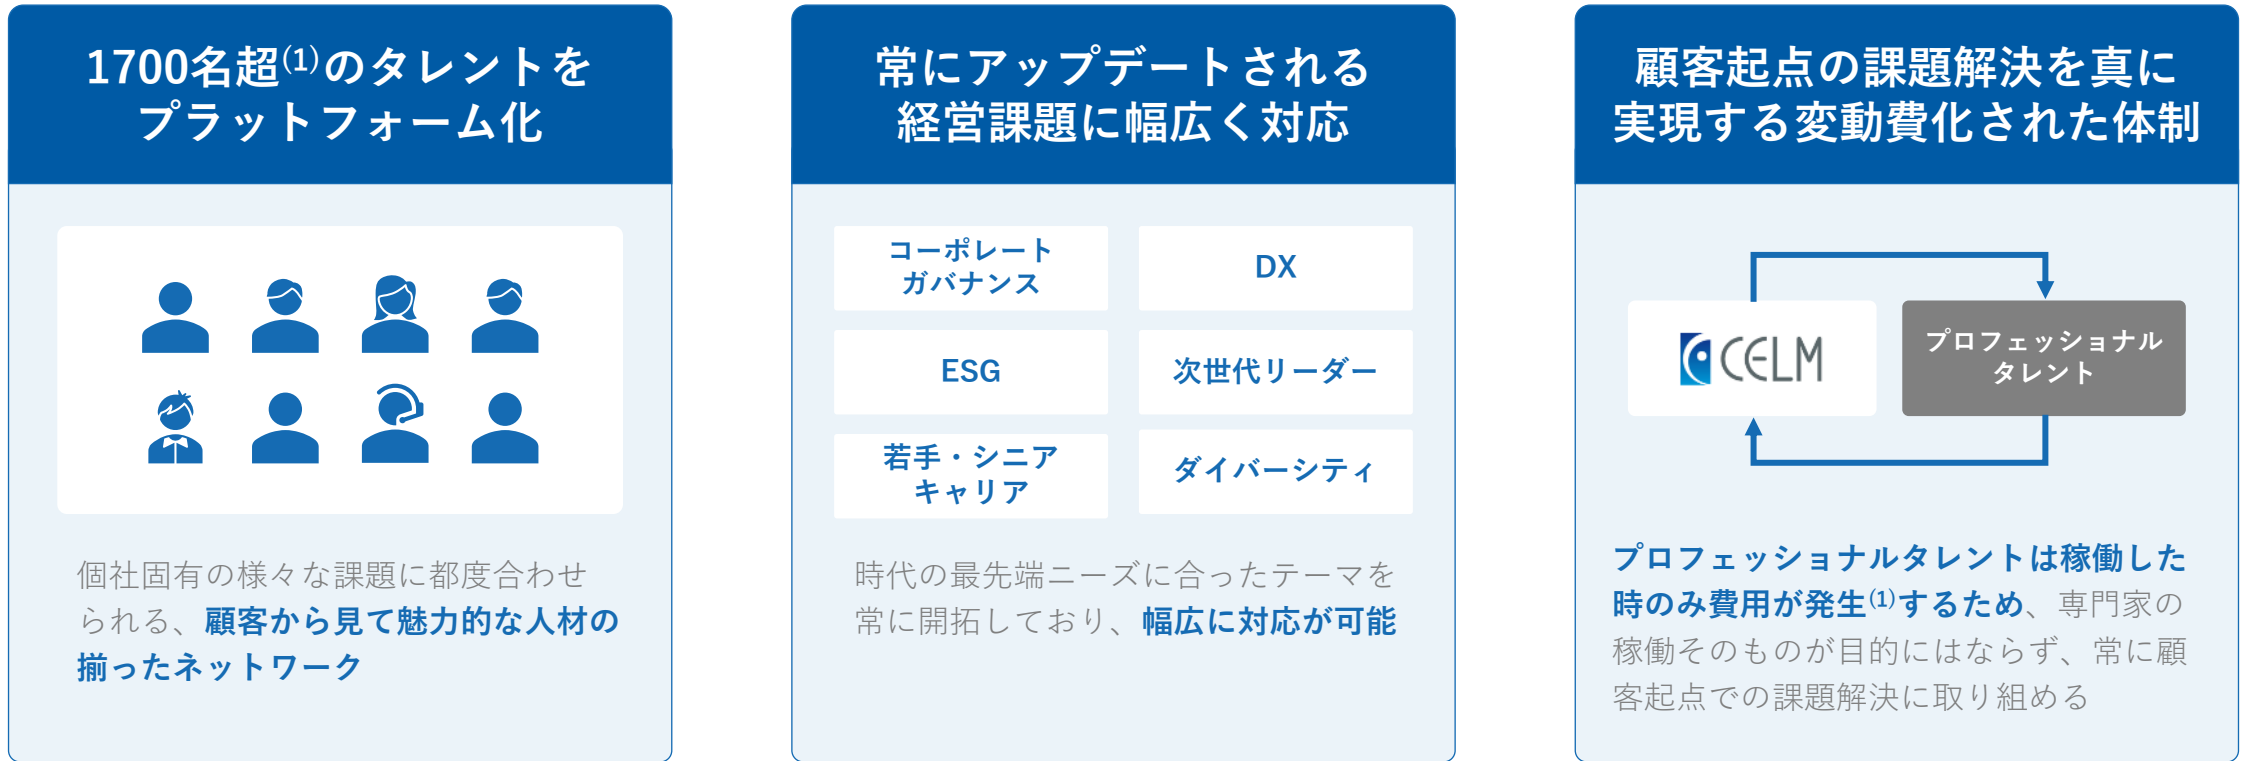 1700名超(1)のタレントを
プラットフォーム化
個社固有の様々な課題に都度合わせ
られる、顧客から見て魅力的な人材の
揃ったネットワーク
常にアップデートされる
経営課題に幅広く対応
コーポレート
ガバナンス
DX
ESG
次世代リーダー
若手・シニア
キャリア
ダイバーシティ
時代の最先端ニーズに合ったテーマを
常に開拓しており、幅広に対応が可能
顧客起点の課題解決を真に
実現する変動費化された体制
CELM
プロフェッショナル
タレント
プロフェッショナルタレントは稼働した
時のみ費用が発生(1)するため、専門家の
稼働そのものが目的にはならず、常に顧
客起点での課題解決に取り組める